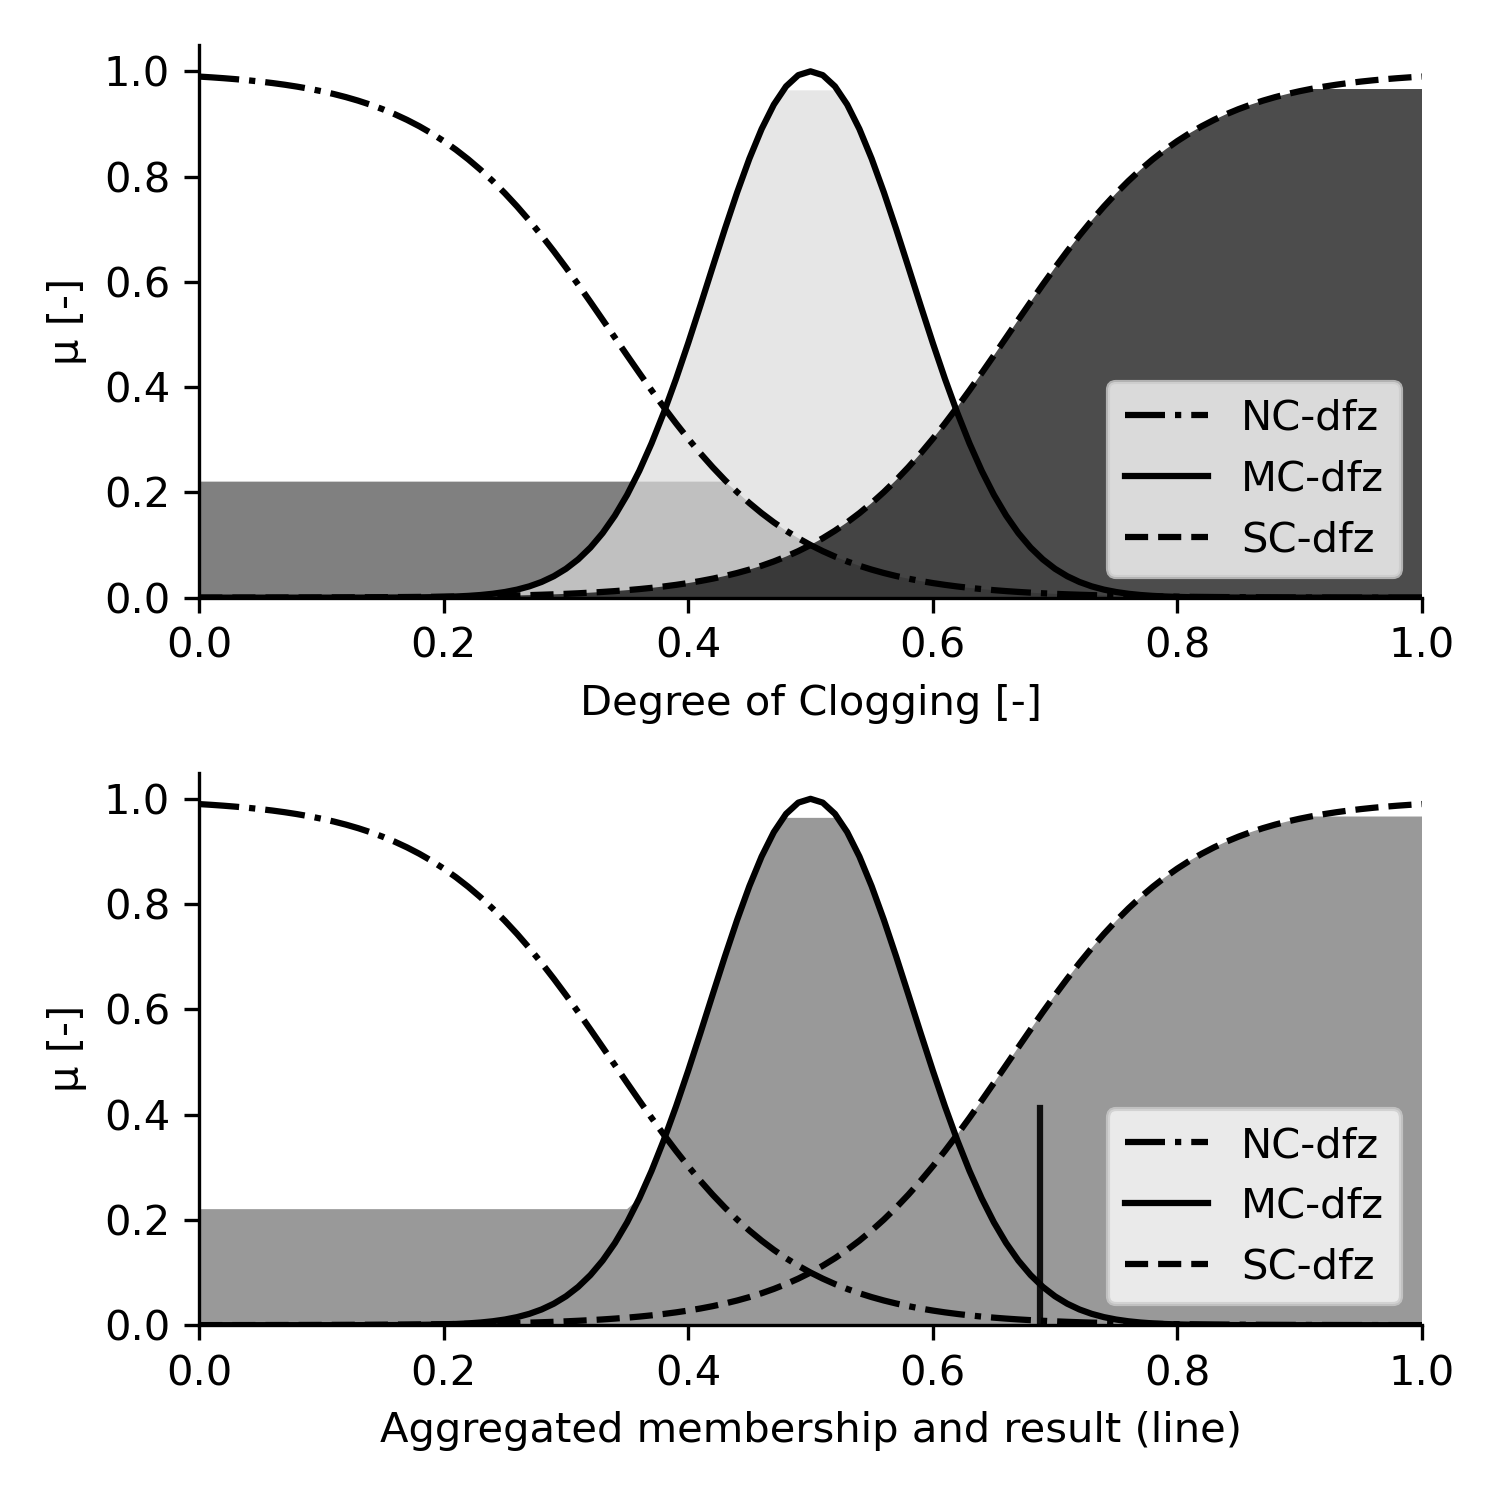 1.0
0.8
0.6
0.4
0.2
0.0
µ [-]
NC-dfz
MC-dfz
SC-dfz
0.0 0.2 0.4 0.6 0.8 1.0
Degree of Clogging [-]
1.0
0.8
0.6
0.4
0.2
0.0
µ [-]
NC-dfz
MC-dfz
SC-dfz
0.0 0.2 0.4 0.6 0.8 1.0
Aggregated membership and result (line)